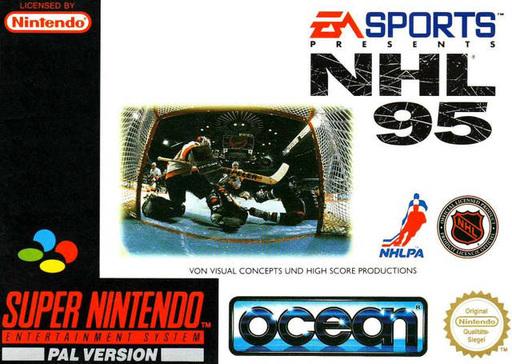 LICENSED BY
Nintendo
EA SPORTS
PRESENTS
NHL
95
NHLPA
NHL
VON VISUAL CONCEPTS UND HIGH SCORE PRODUCTIONS
SUPER NINTENDO
ENTERTAINMENT SYSTEM
PAL VERSION
ocean
Original
Nintendo
Qualitäts-
Siegel